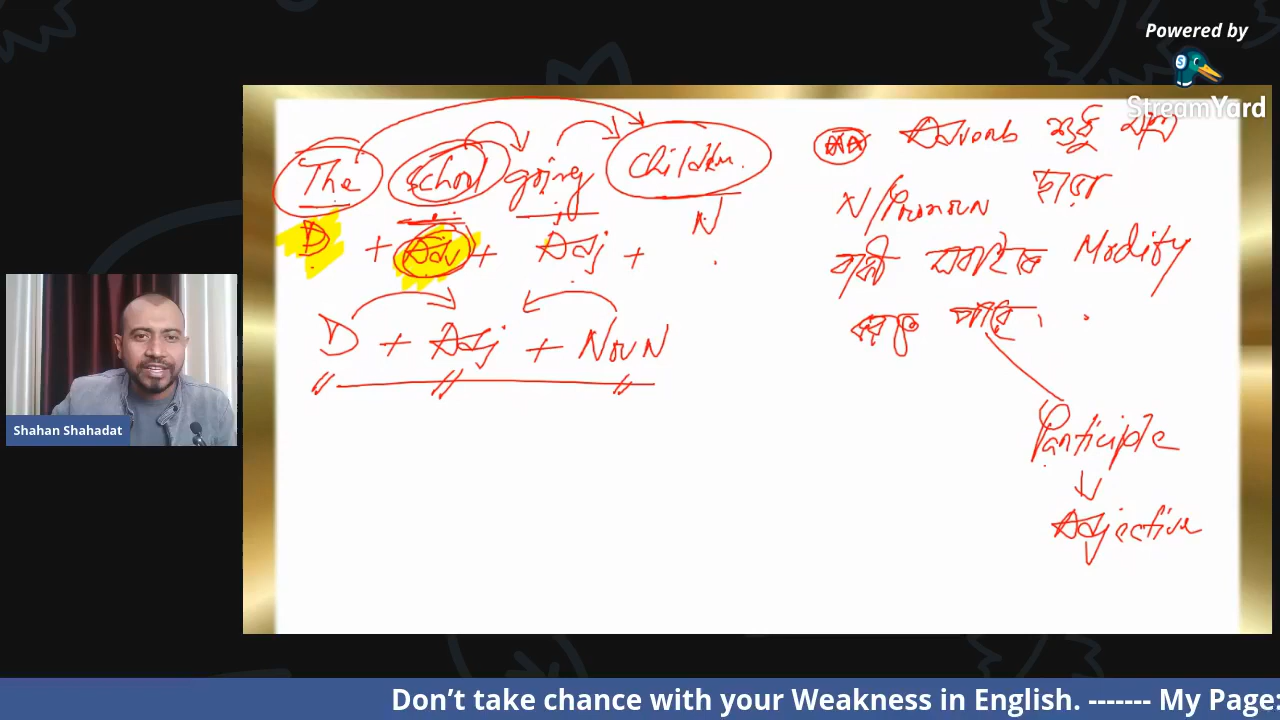 Powered by
StreamYard
The school going children.
D + Adv + Adj + N
D + Adj + Noun
** Adverb শুধু মাত্র
N/Pronoun ছাড়া
বাকী সবাইকে Modify
করতে পারে।
Participle
Adjective
Shahan Shahadat
Don’t take chance with your Weakness in English. ------- My Page: